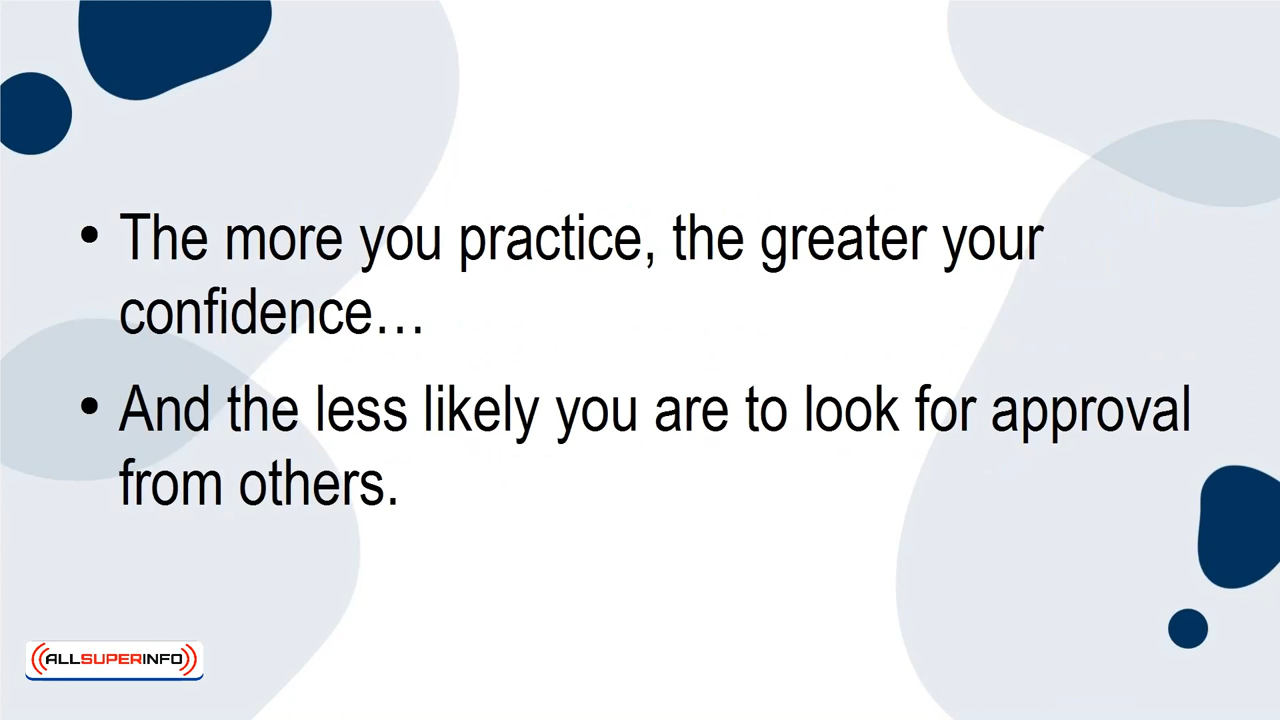 • The more you practice, the greater your
confidence…
• And the less likely you are to look for approval
from others.
ALLSUPERINFO